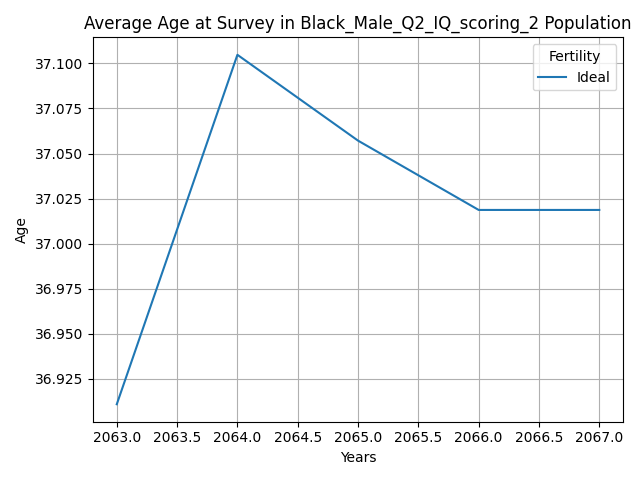 Average Age at Survey in Black_Male_Q2_IQ_scoring_2 Population
Fertility
Ideal
37.100
37.075
37.050
37.025
37.000
36.975
36.950
36.925
Age
2063.0 2063.5 2064.0 2064.5 2065.0 2065.5 2066.0 2066.5 2067.0
Years